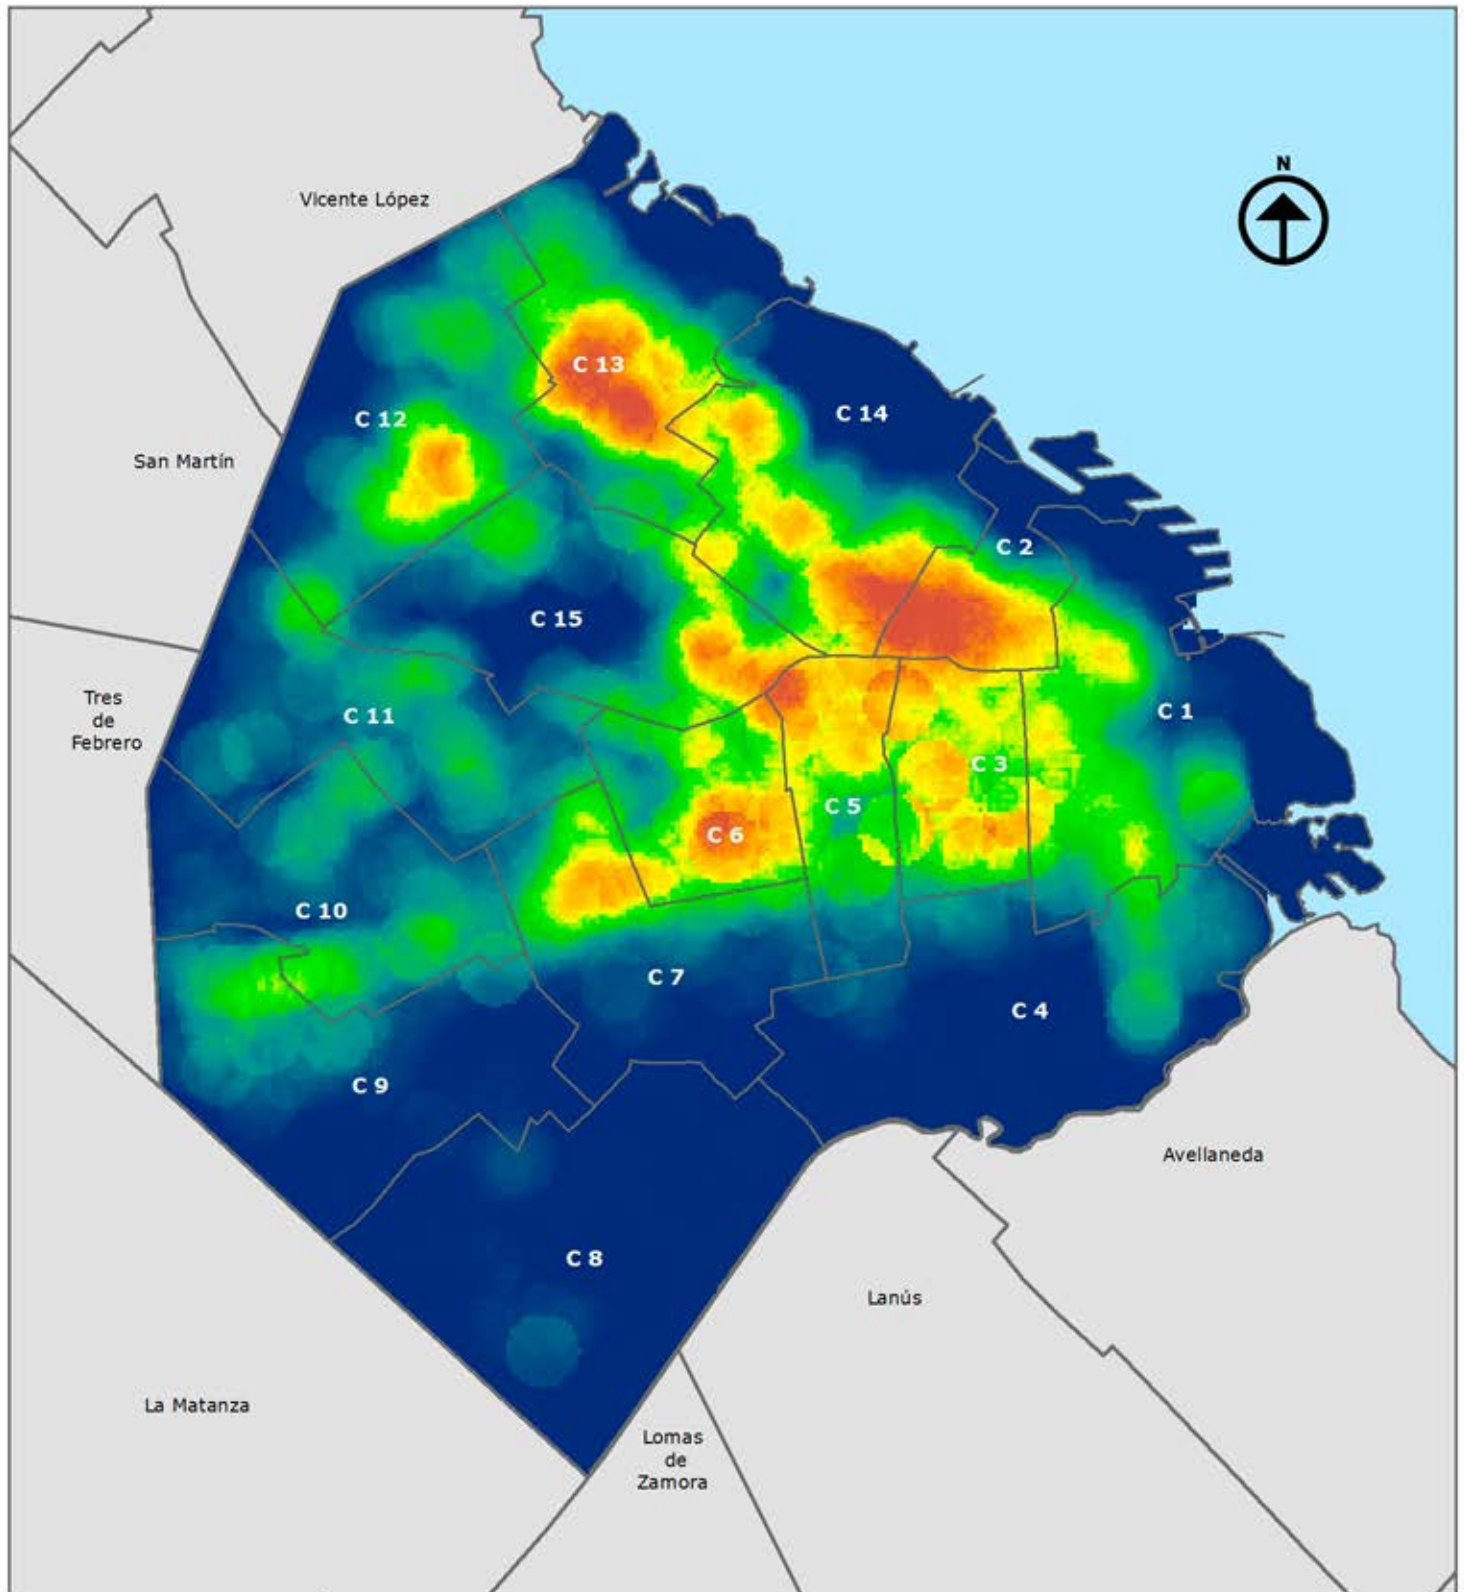 N
Vicente López
C 13
C 14
C 12
San Martín
C 2
C 15
Tres
de
Febrero
C 11
C 1
C 3
C 5
C 6
C 10
C 7
C 4
C 9
Avellaneda
C 8
Lanús
La Matanza
Lomas
de
Zamora